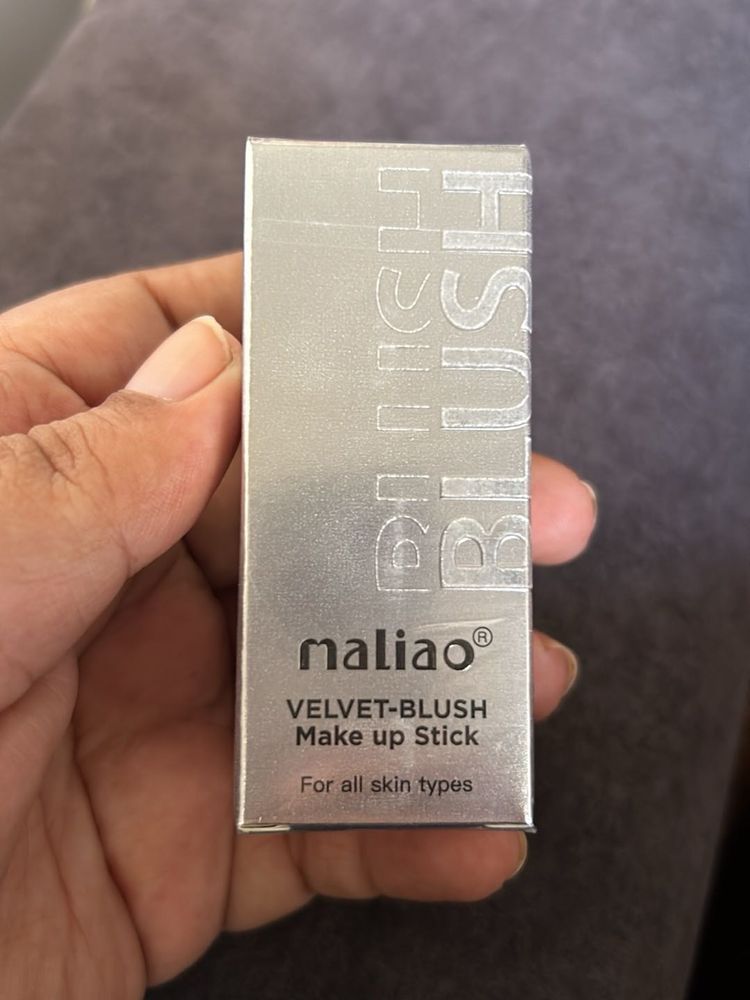 BLUSH
BLUSH
maliao®
VELVET-BLUSH
Make up Stick
For all skin types